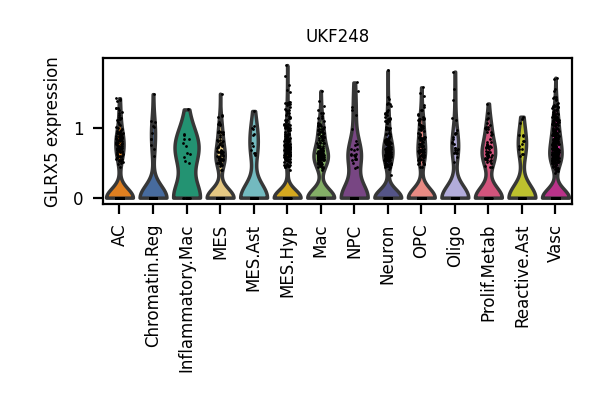 UKF248
GLRX5 expression
1
0
AC
Chromatin.Reg
Inflammatory.Mac
MES
MES.Ast
MES.Hyp
Mac
NPC
Neuron
OPC
Oligo
Prolif.Metab
Reactive.Ast
Vasc